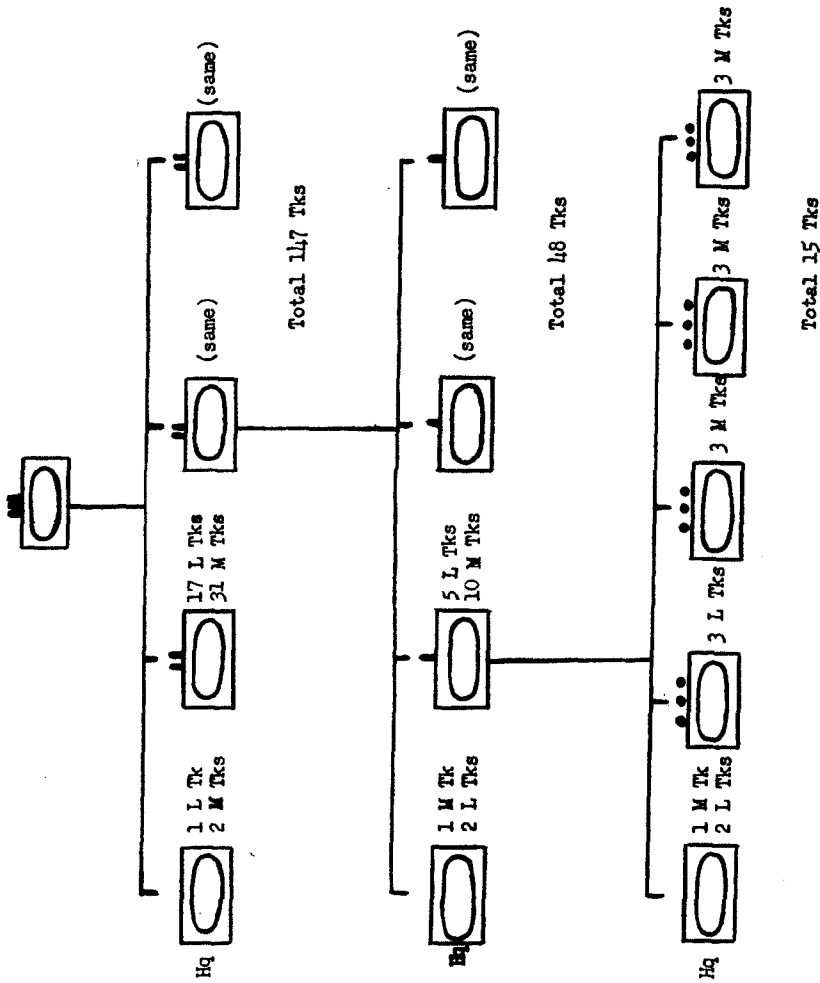 Hq
1 L Tk
2 M Tks
17 L Tks
31 M Tks
(same)
(same)
Total 147 Tks
Hq
1 M Tk
2 L Tks
5 L Tks
10 M Tks
(same)
(same)
Total 48 Tks
Hq
1 M Tk
2 L Tks
3 L Tks
3 M Tks
3 M Tks
3 M Tks
Total 15 Tks